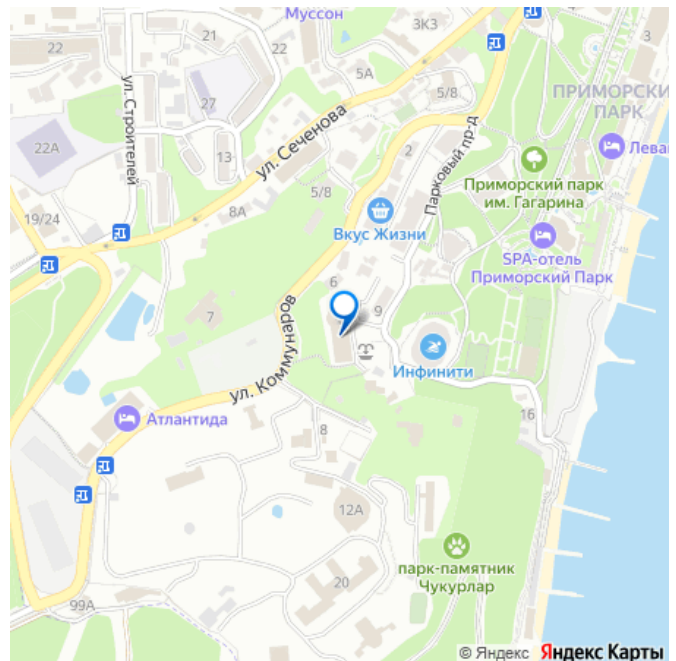 Муссон
3К3
3
21
22
22
5А
ПРИМОРСКИ
ПАРК
ул. Строителей
27
5/8
22А
13
ул. Сеченова
2
Лева
Парковый пр-д
Приморский парк
им. Гагарина
5/8
19/24
8А
Вкус Жизни
SPA-отель
Приморский Парк
6
7
9
ул. Коммунаров
Инфинити
Атлантида
8
16
12А
парк-памятник
Чукурлар
20
99А
© Яндекс Яндекс Карты